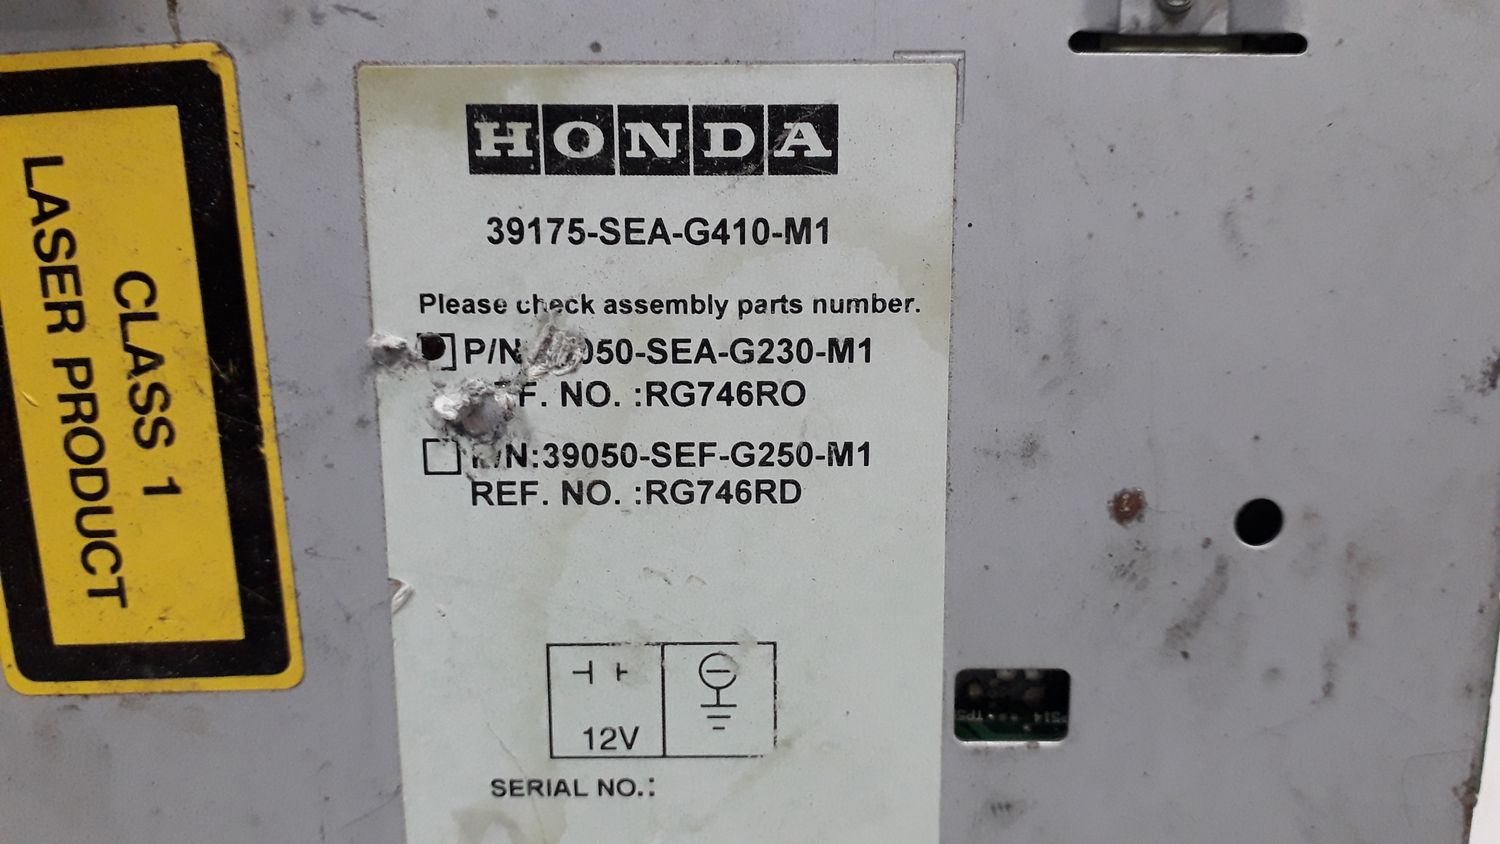 LASER PRODUCT
CLASS 1
HONDA
39175-SEA-G410-M1
Please check assembly parts number.
P/N 050-SEA-G230-M1
F. NO. :RG746RO
/N:39050-SEF-G250-M1
REF. NO. :RG746RD
12V
SERIAL NO.: